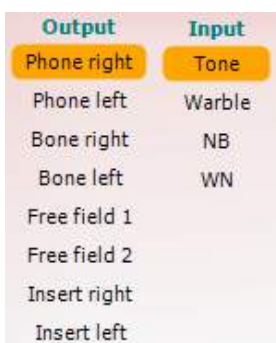 Output Input
Phone right Tone
Phone left Warble
Bone right NB
Bone left WN
Free field 1
Free field 2
Insert right
Insert left